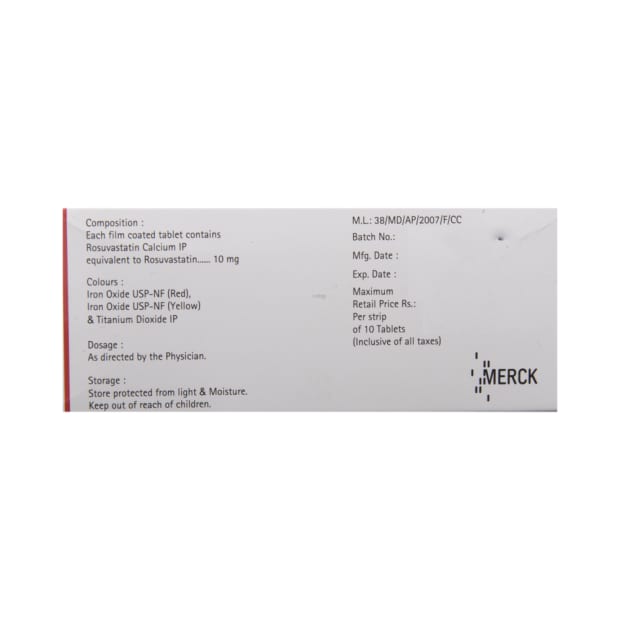 Composition :
Each film coated tablet contains
Rosuvastatin Calcium IP
equivalent to Rosuvastatin...... 10 mg
Colours :
Iron Oxide USP-NF (Red),
Iron Oxide USP-NF (Yellow)
& Titanium Dioxide IP
Dosage :
As directed by the Physician.
Storage :
Store protected from light & Moisture.
Keep out of reach of children.
M.L.: 38/MD/AP/2007/F/CC
Batch No.:
Mfg. Date :
Exp. Date :
Maximum
Retail Price Rs.:
Per strip
of 10 Tablets
(Inclusive of all taxes)
MERCK